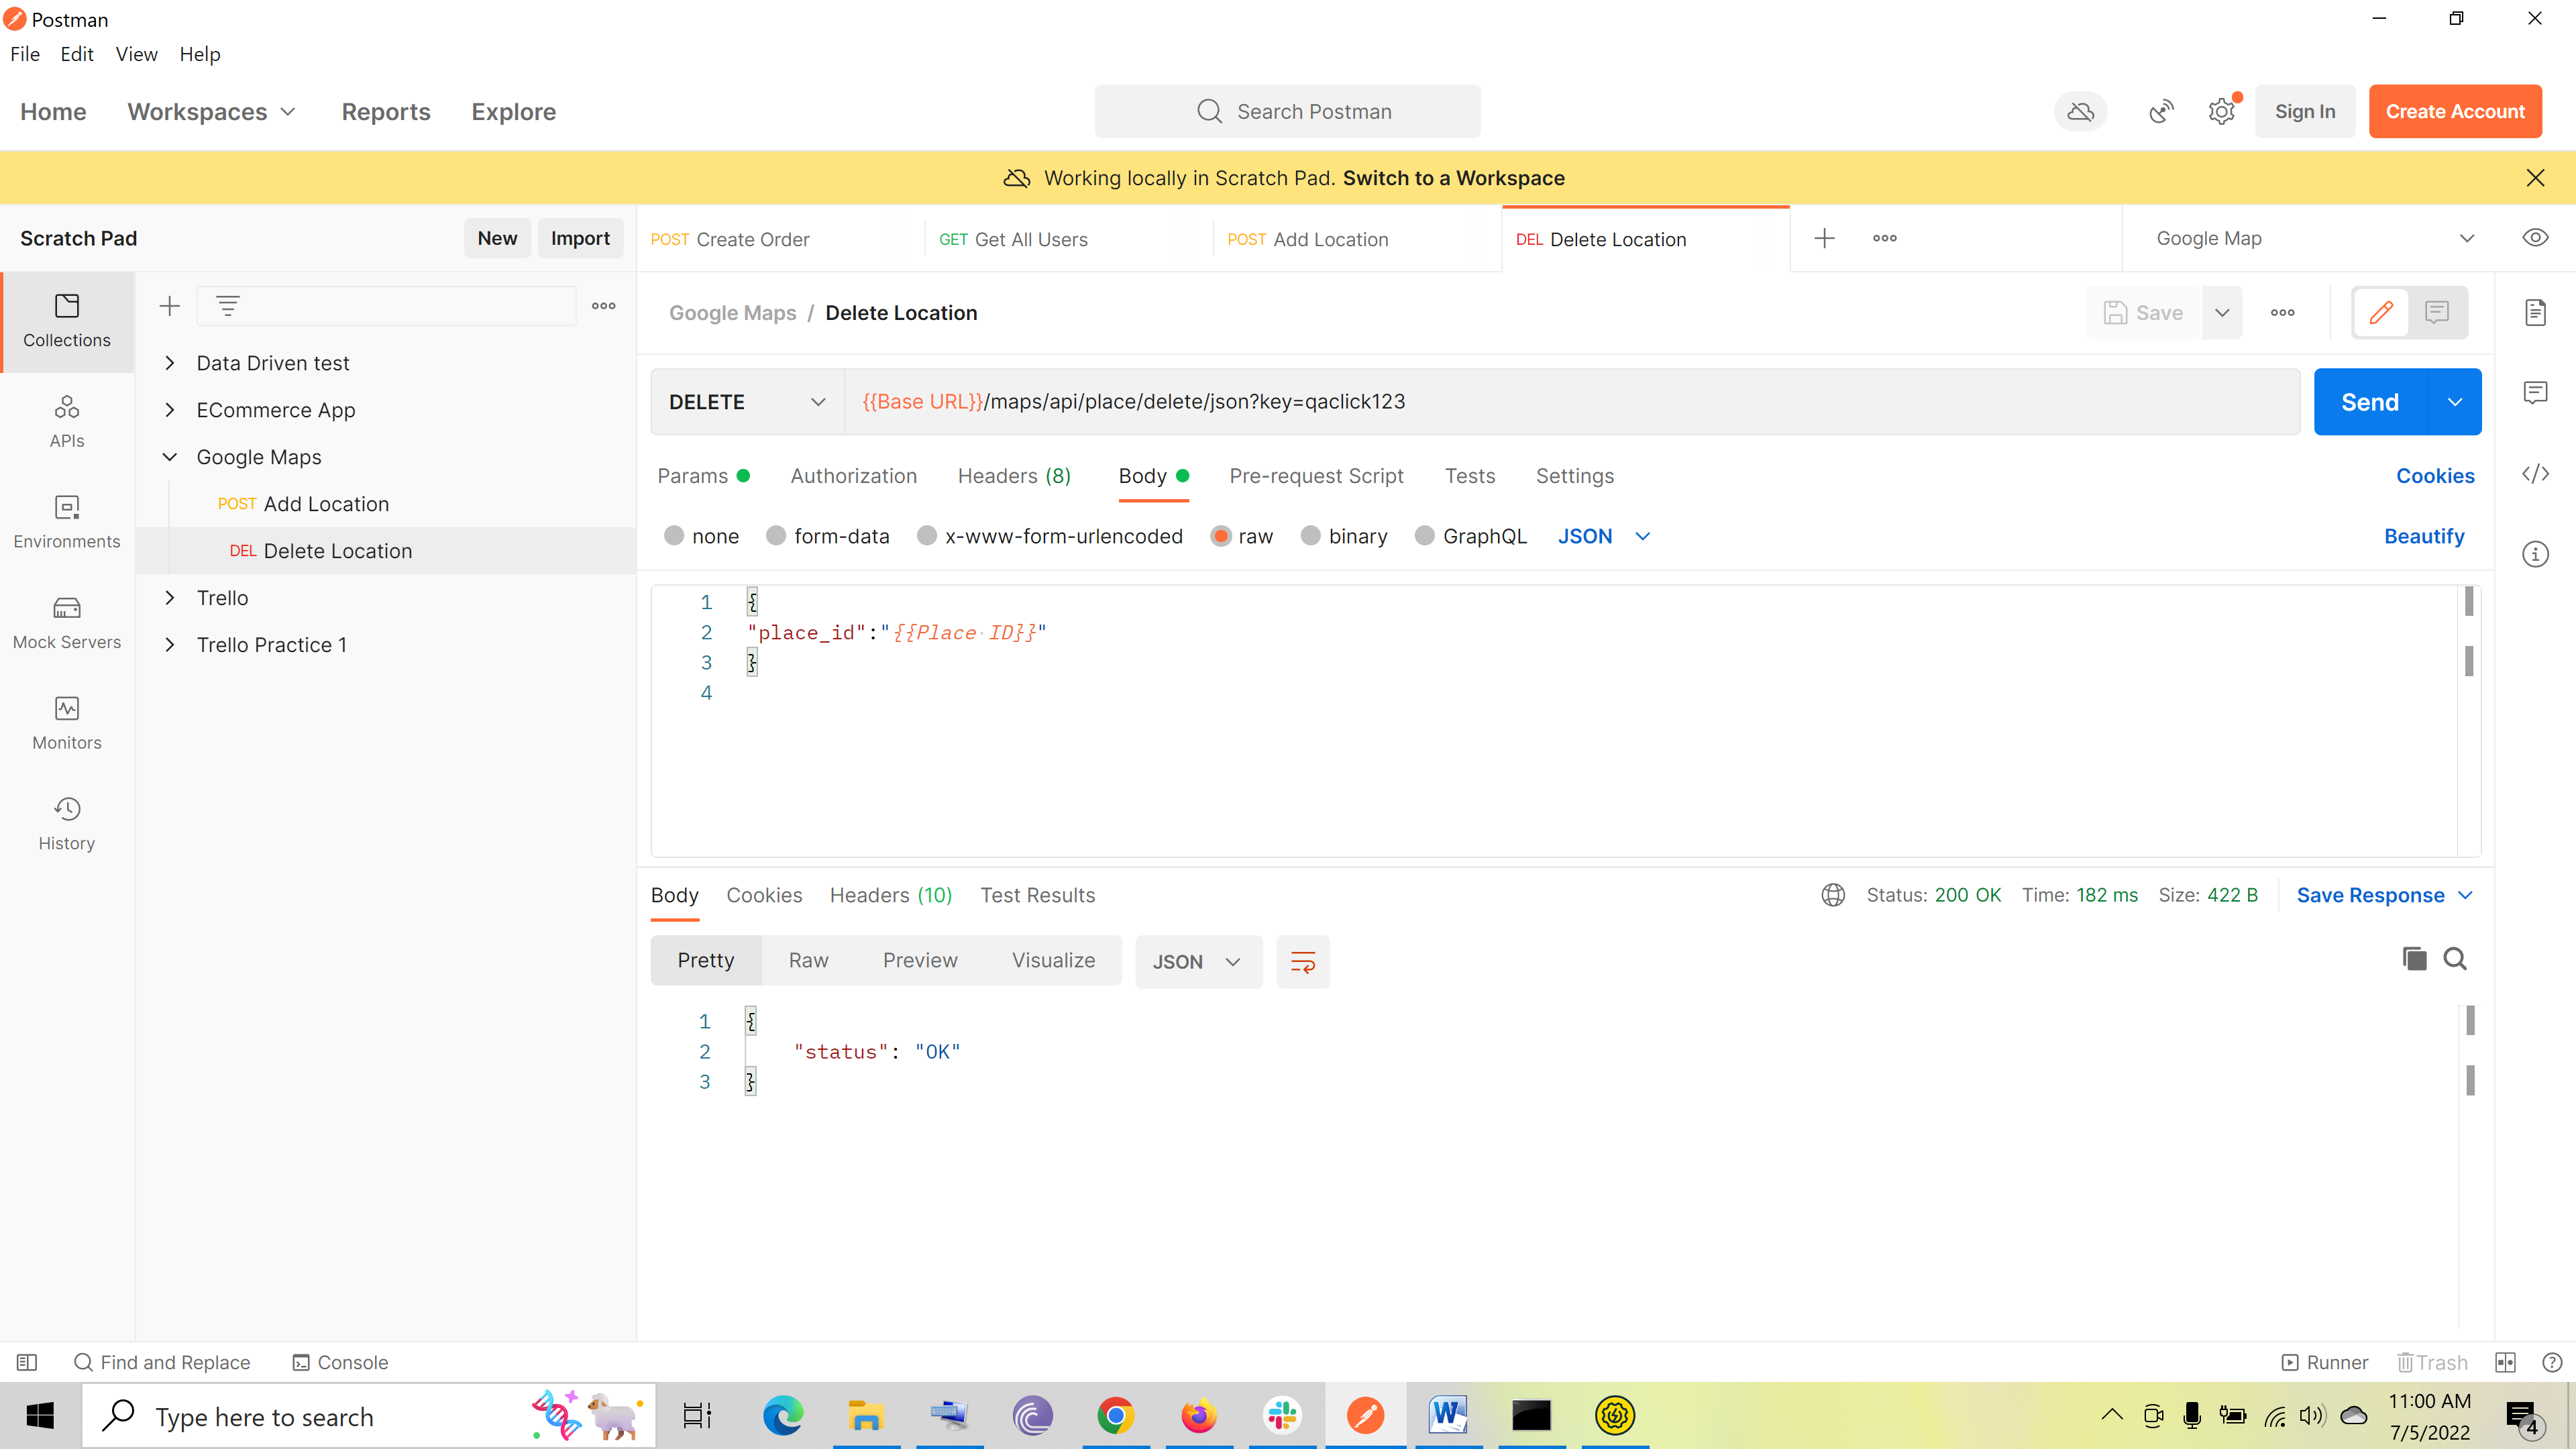 Postman
File Edit View Help
Home Workspaces Reports Explore
Search Postman
Sign In Create Account
Working locally in Scratch Pad. Switch to a Workspace
Scratch Pad New Import
POST Create Order GET Get All Users POST Add Location DEL Delete Location
Google Map
Collections
APIs
Environments
Mock Servers
Monitors
History
Data Driven test
ECommerce App
Google Maps
POST Add Location
DEL Delete Location
Trello
Trello Practice 1
Google Maps / Delete Location
Save
DELETE {{Base URL}}/maps/api/place/delete/json?key=qaclick123
Send
Params Authorization Headers (8) Body Pre-request Script Tests Settings Cookies
none form-data x-www-form-urlencoded raw binary GraphQL JSON Beautify
1 {
2 "place_id":"{{Place ID}}"
3 }
4
Body Cookies Headers (10) Test Results
Status: 200 OK Time: 182 ms Size: 422 B Save Response
Pretty Raw Preview Visualize JSON
1 {
2 "status": "OK"
3 }
Find and Replace Console
Runner Trash
Type here to search
11:00 AM
7/5/2022
4